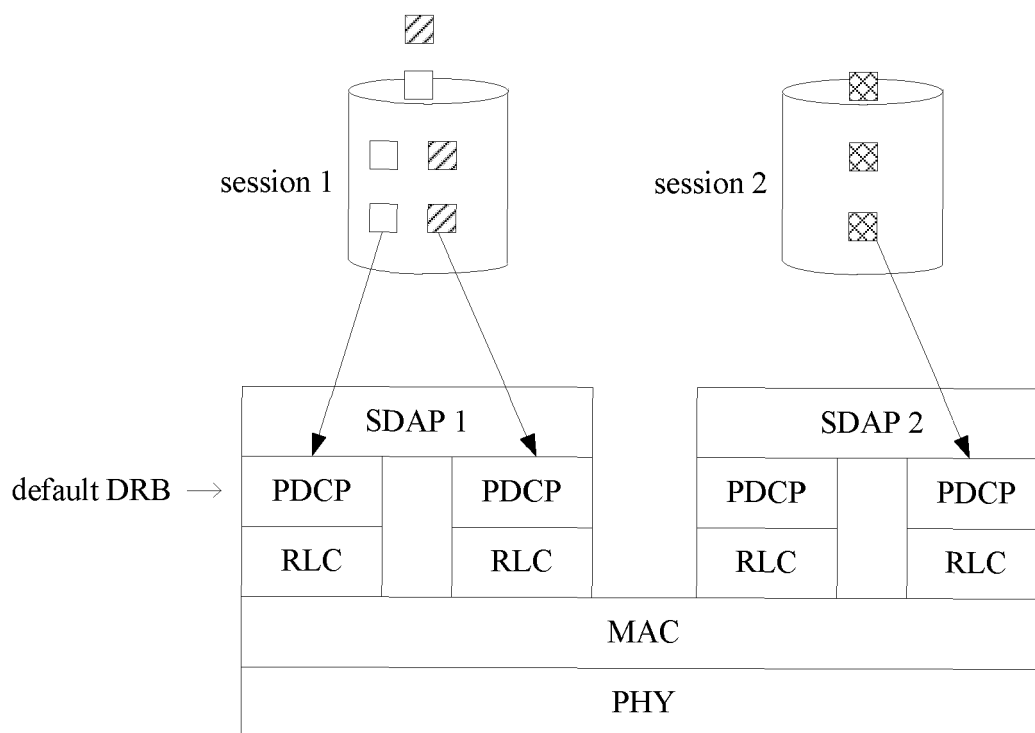 session 1
session 2
SDAP 1
SDAP 2
default DRB
PDCP
PDCP
PDCP
PDCP
RLC
RLC
RLC
RLC
MAC
PHY